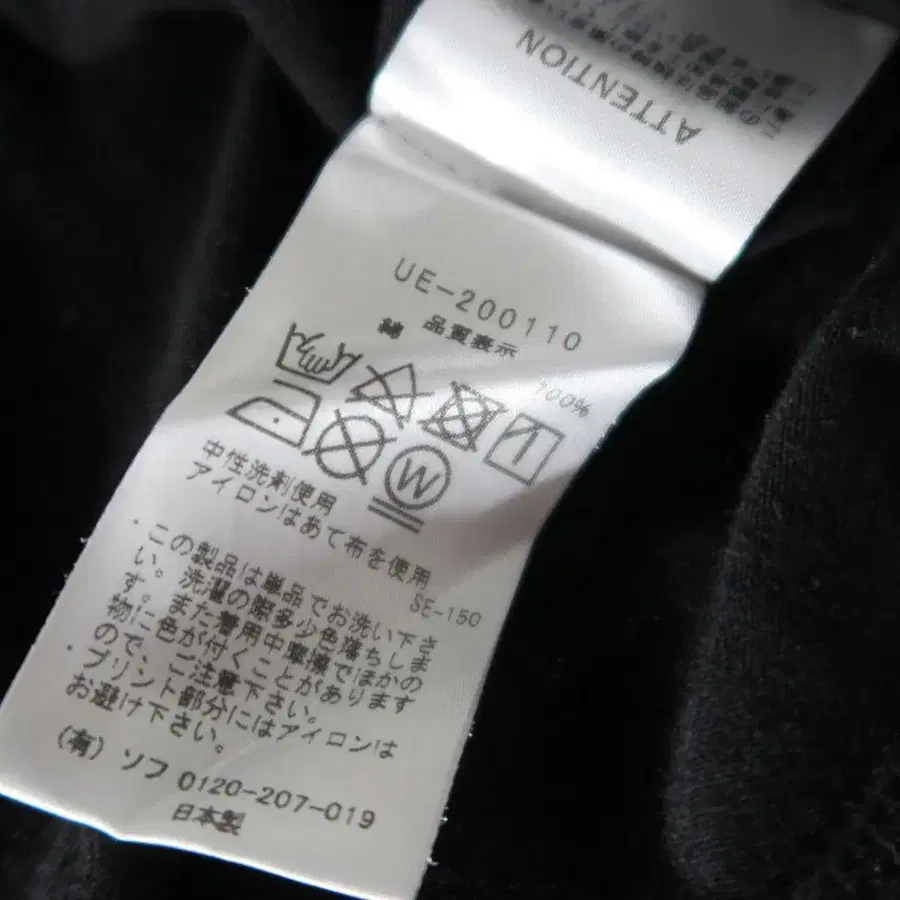 ATTENTION
UE-200110
品質表示
綿 100%
W
中性洗剤使用
アイロンはあて布を使用
SE-150
・この製品は単品でお洗い下さ
い。洗濯の際多少色落ちしま
す。また着用中摩擦でほかの
物に色が付くことがあります
ので、ご注意下さい。
・プリント部分にはアイロンは
お避け下さい。
(有) ソフ 0120-207-019
日本製